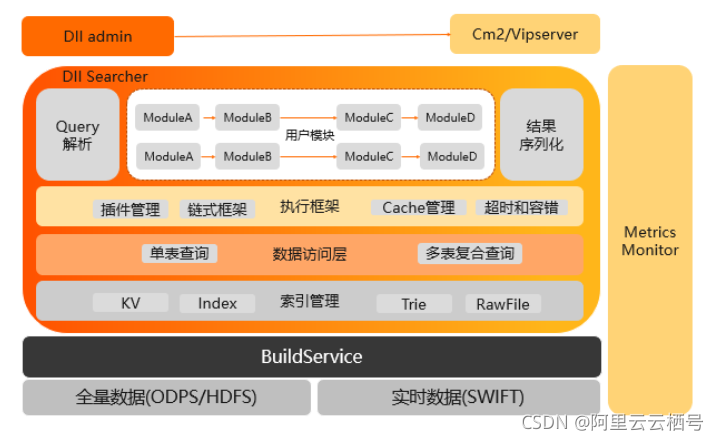 DII admin
Cm2/Vipserver
DII Searcher
Query
解析
ModuleA
ModuleB
ModuleC
ModuleD
用户模块
ModuleA
ModuleB
ModuleC
ModuleD
结果
序列化
插件管理
链式框架
执行框架
Cache管理
超时和容错
单表查询
数据访问层
多表复合查询
KV
Index
索引管理
Trie
RawFile
Metrics
Monitor
BuildService
全量数据(ODPS/HDFS)
实时数据(SWIFT)
CSDN @阿里云云栖号